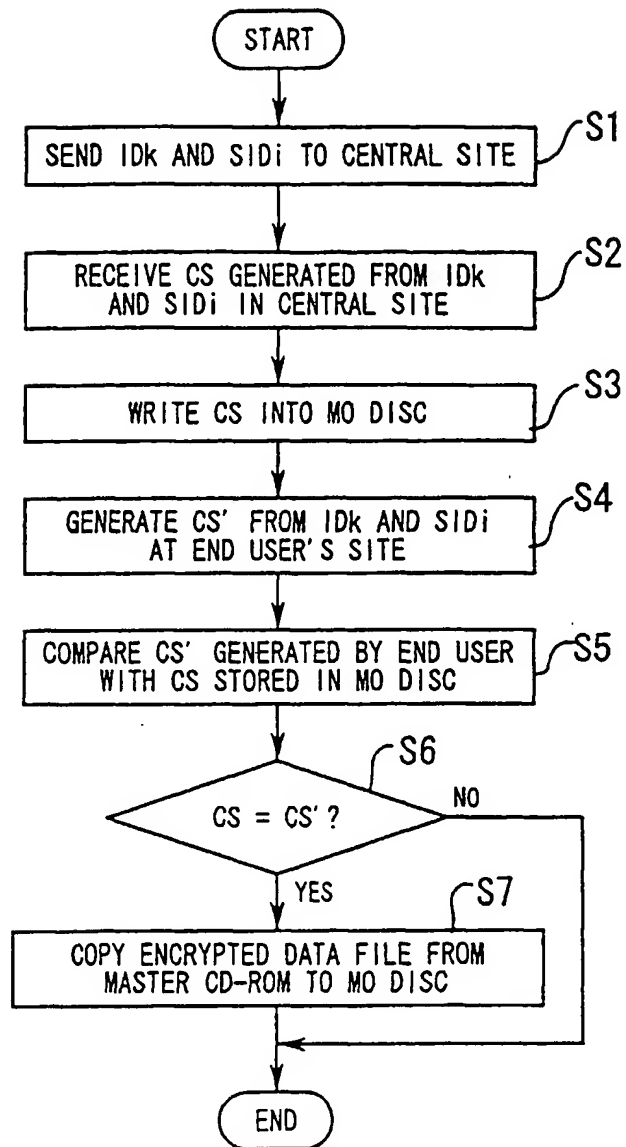 START
S1
SEND IDk AND SIDi TO CENTRAL SITE
S2
RECEIVE CS GENERATED FROM IDk
AND SIDi IN CENTRAL SITE
S3
WRITE CS INTO MO DISC
S4
GENERATE CS' FROM IDk AND SIDi
AT END USER'S SITE
S5
COMPARE CS' GENERATED BY END USER
WITH CS STORED IN MO DISC
S6
CS = CS'?
NO
YES
S7
COPY ENCRYPTED DATA FILE FROM
MASTER CD-ROM TO MO DISC
END